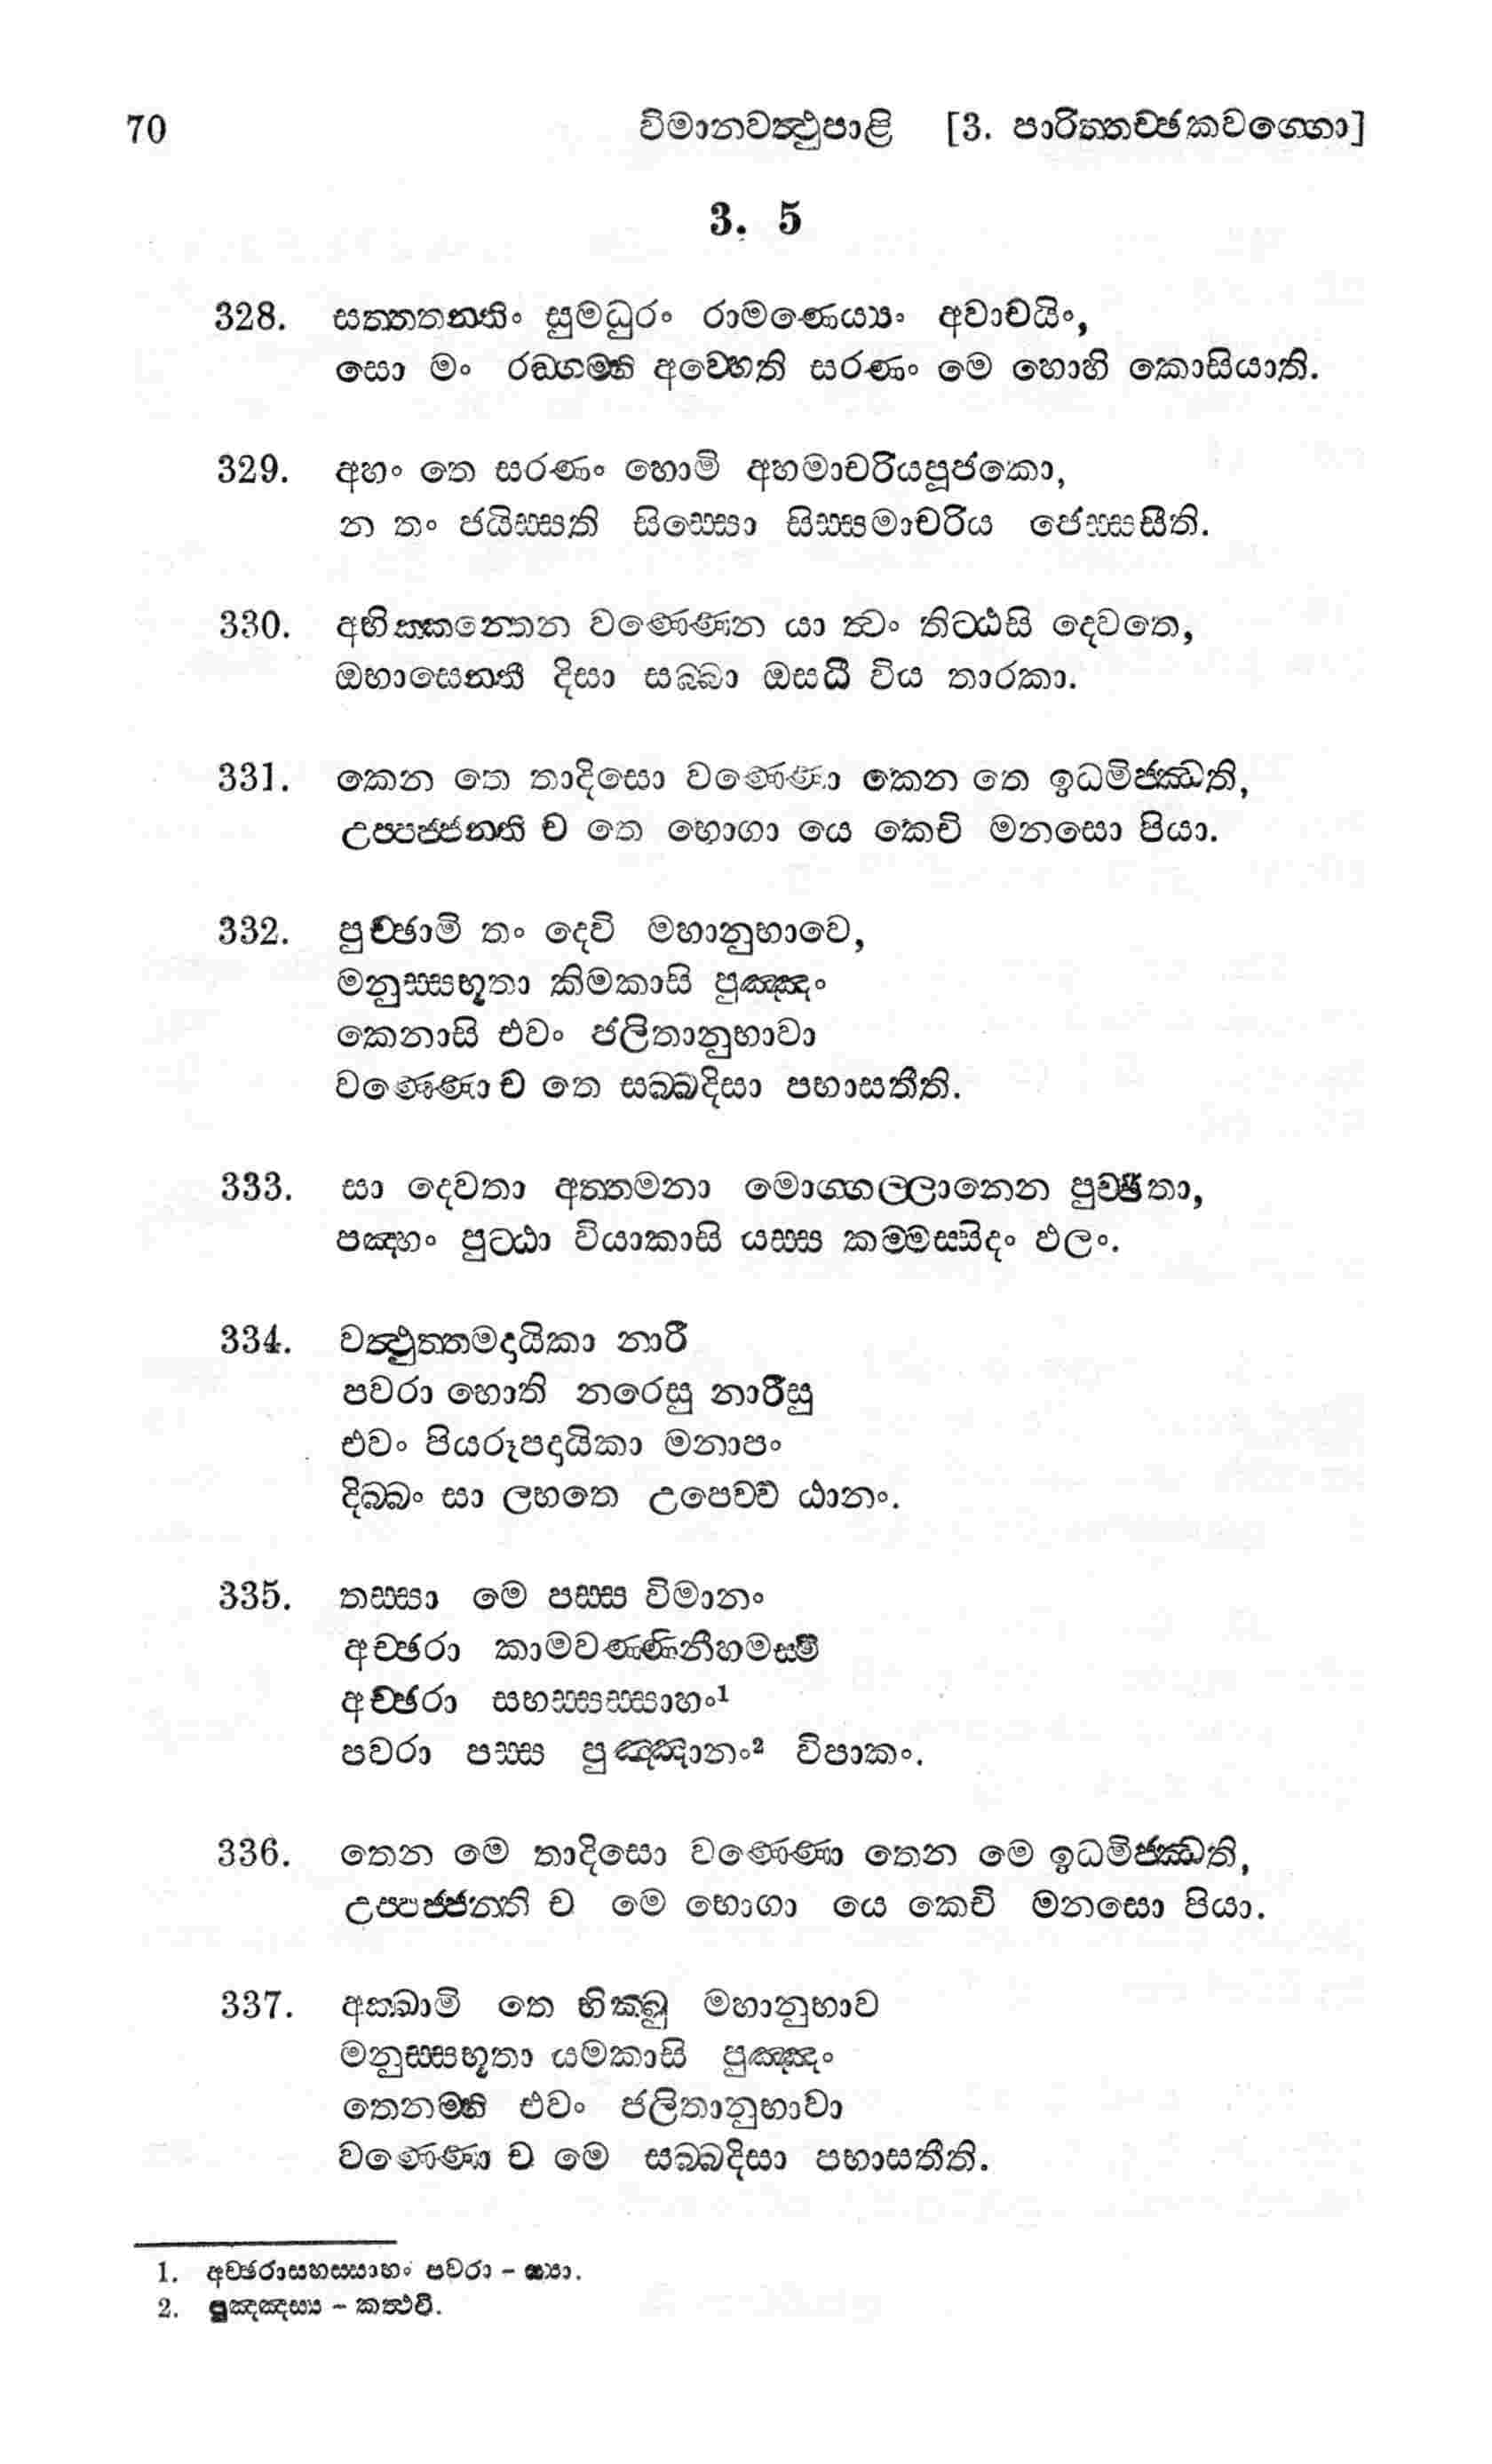 70 විමානවත්‍ථුපාළි [3. පාරිත්තච්ඡකවග්ගො]
3. 5
328. සත්තතන්තිං සුමධුරං රාමණෙය්‍යං අවාචයිං,
සො මං රඞ්ගම්හි අව්හෙති සරණං මෙ හොහි කොසියාති.
329. අහං තෙ සරණං හොමි අහමාචරියපූජකො,
න තං ජයිස්සති සිස්සො සිස්සමාචරිය ජෙස්සසීති.
330. අභික්කන්තෙන වණ්ණෙන යා ත්‍වං තිට්ඨසි දෙවතෙ,
ඔභාසෙන්තී දිසා සබ්බා ඔසධී විය තාරකා.
331. කෙන තෙ තාදිසො වණ්ණො කෙන තෙ ඉධමිජ්ඣති,
උප්පජ්ජන්ති ච තෙ භොගා යෙ කෙචි මනසො පියා.
332. පුච්ඡාමි තං දෙවි මහානුභාවෙ,
මනුස්සභූතා කිමකාසි පුඤ්ඤං
කෙනාසි එවං ජලිතානුභාවා
වණ්ණො ච තෙ සබ්බදිසා පභාසතීති.
333. සා දෙවතා අත්තමනා මොග්ගල්ලානෙන පුච්ඡිතා,
පඤ්හං පුට්ඨා වියාකාසි යස්ස කම්මස්සිදං ඵලං.
334. වත්‍ථුත්තමදායිකා නාරී
පවරා හොති නරෙසු නාරීසු
එවං පියරූපදායිකා මනාපං
දිබ්බං සා ලභතෙ උපෙච්ච ඨානං.
335. තස්සා මෙ පස්ස විමානං
අච්ඡරා කාමවණ්ණිනීහමස්මි
අච්ඡරා සහස්සස්සාහං¹
පවරා පස්ස පුඤ්ඤානං² විපාකං.
336. තෙන මෙ තාදිසො වණ්ණො තෙන මෙ ඉධමිජ්ඣති,
උප්පජ්ජන්ති ච මෙ භොගා යෙ කෙචි මනසො පියා.
337. අක්ඛාමි තෙ භික්ඛු මහානුභාව
මනුස්සභූතා යමකාසි පුඤ්ඤං
තෙනම්හි එවං ජලිතානුභාවා
වණ්ණො ච මෙ සබ්බදිසා පභාසතීති.
1. අච්ඡරාසහස්සාහං පවරා -
2. පුඤ්ඤස්ස - කත්‍ථචි.